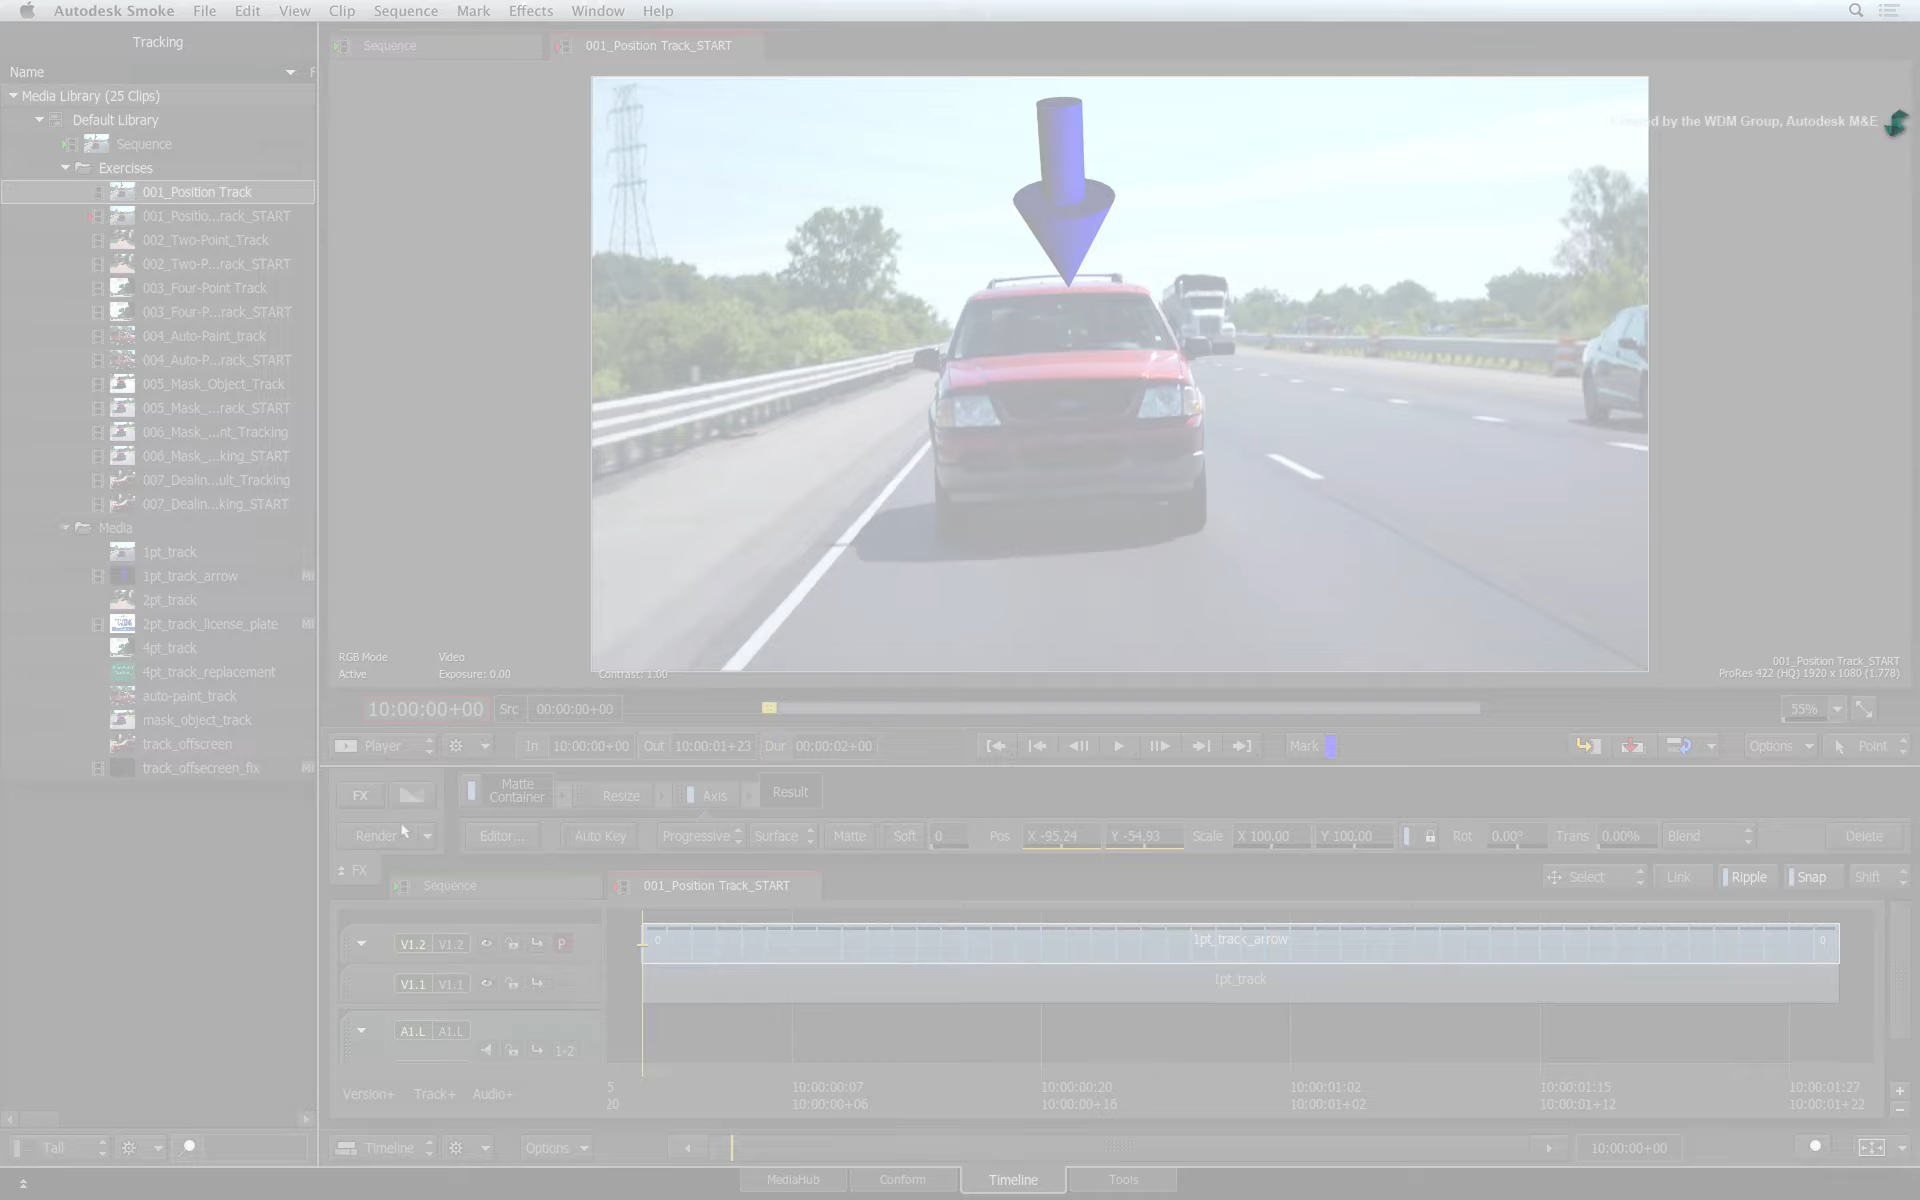 Autodesk Smoke File Edit View Clip Sequence Mark Effects Window Help
Tracking
Sequence
001_Position Track_START
Name F
Media Library (25 Clips)
Default Library
Sequence
Exercises
001_Position Track
001_Positio...rack_START
002_Two-Point_Track
002_Two-P...rack_START
003_Four-Point Track
003_Four-P...rack_START
004_Auto-Paint_track
004_Auto-P...rack_START
005_Mask_Object_Track
005_Mask_...rack_START
006_Mask_...nt_Tracking
006_Mask_...king_START
007_Dealin...ult_Tracking
007_Dealin...king_START
Media
1pt_track
1pt_track_arrow
2pt_track
2pt_track_license_plate
4pt_track
4pt_track_replacement
auto-paint_track
mask_object_track
track_offscreen
track_offsecreen_fix
by the WDM Group, Autodesk M&E
RGB Mode Video
Active Exposure: 0.00 Contrast: 1.00
001_Position Track_START
ProRes 422 (HQ) 1920 x 1080 (1.778)
10:00:00+00 Src 00:00:00+00 55%
Player In 10:00:00+00 Out 10:00:01+23 Dur 00:00:02+00 Mark Options Point
FX Matte Container Resize Axis Result
Render Editor... Auto Key Progressive Surface Matte Soft 0 Pos X -95.24 Y -54.93 Scale X 100.00 Y 100.00 Rot 0.00° Trans 0.00% Blend Delete
FX
Sequence 001_Position Track_START Select Link Ripple Snap Shift
V1.2 V1.2 P 0 1pt_track_arrow 0
V1.1 V1.1 1pt_track
A1.L A1.L
1-2
Version+ Track+ Audio+
5 10:00:00:07 10:00:00:20 10:00:01:02 10:00:01:15 10:00:01:27
20 10:00:00+06 10:00:00+16 10:00:01+02 10:00:01+12 10:00:01+22
Tall Timeline Options 10:00:00+00
MediaHub Conform Timeline Tools